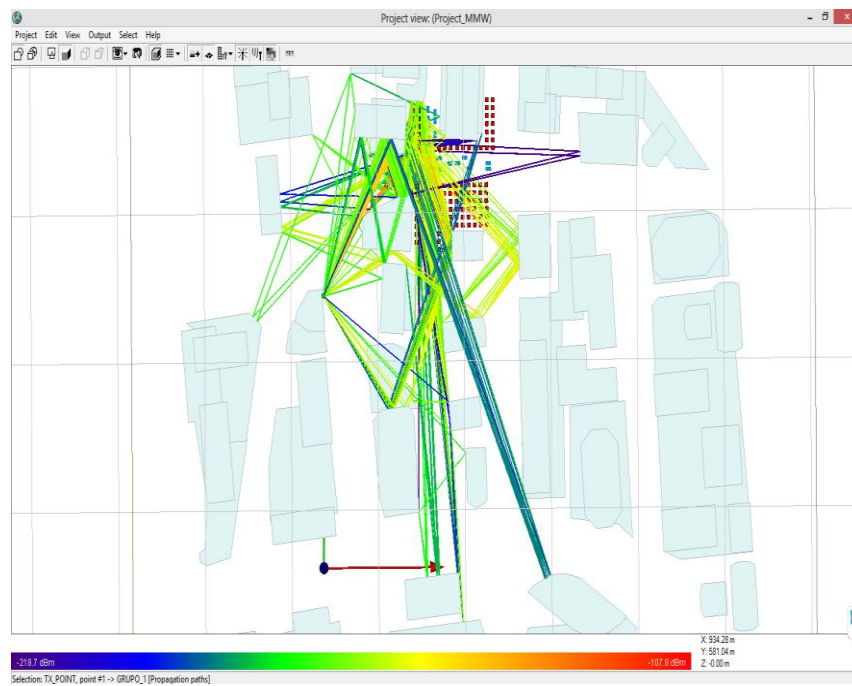 Project view: (Project_MMW)
Project Edit View Output Select Help
X: 934.28 m
Y: 581.04 m
Z: -0.00 m
-218.7 dBm
-107.8 dBm
Selection: TX_POINT, point #1 -> GRUPO_1 [Propagation paths]